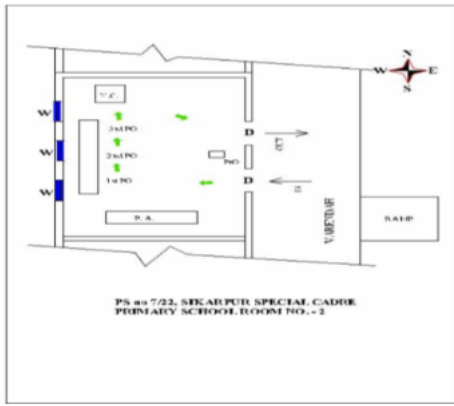 N
W E
S
V.C.
W
3rd PO
D
OUT
W
2nd PO
PrO
1st PO
D
IN
W
P.A.
VARENDAH
RAMP
PS no 7/22, SIKARPUR SPECIAL CADRE
PRIMARY SCHOOL ROOM NO. - 2